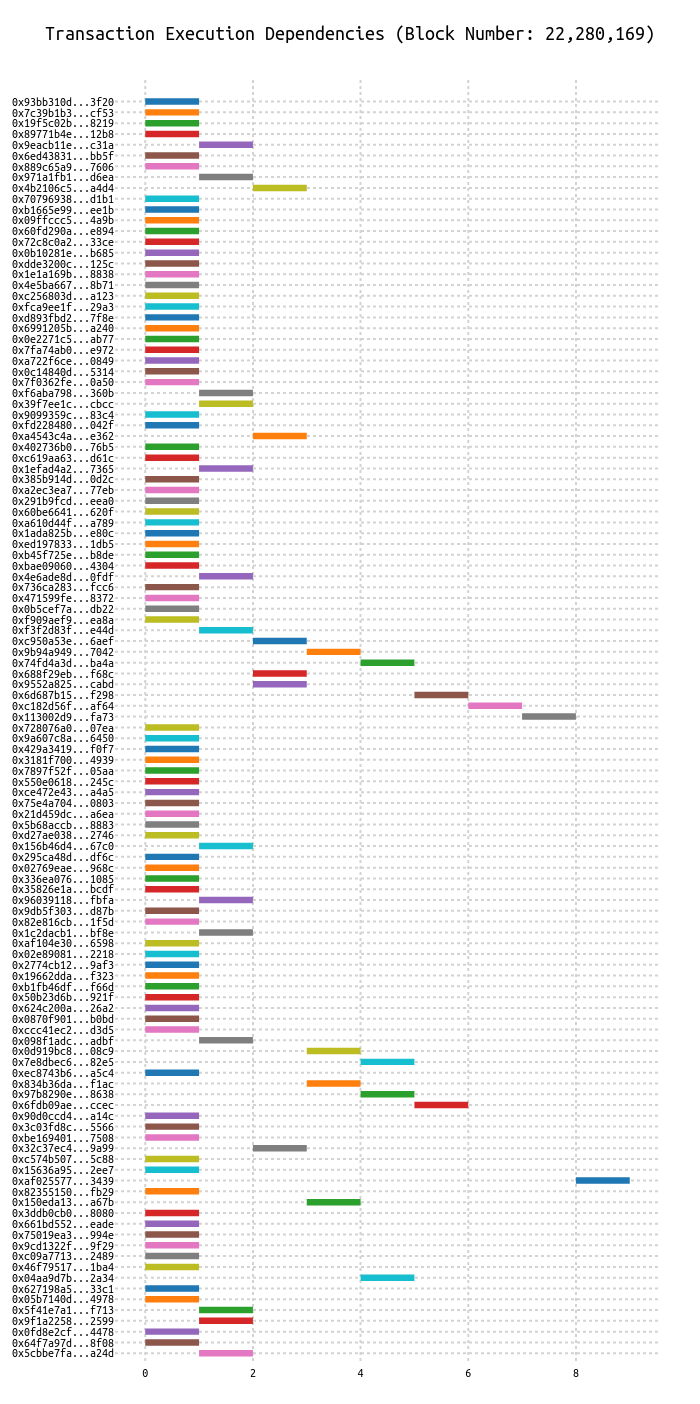 Transaction Execution Dependencies (Block Number: 22,280,169)
0x93bb310d...3f20
0x7c39b1b3...cf53
0x19f5c02b...8219
0x89771b4e...12b8
0x9eacb11e...c31a
0x6ed43831...bb5f
0x889c65a9...7606
0x971a1fb1...d6ea
0x4b2106c5...a4d4
0x70796938...d1b1
0xb1665e99...ee1b
0x09ffccc5...4a9b
0x60fd290a...e894
0x72c8c0a2...33ce
0x0b10281e...b685
0xdde3200c...125c
0x1e1a169b...8838
0x4e5ba667...8b71
0xc256803d...a123
0xfca9ee1f...29a3
0xd893fbd2...7f8e
0x6991205b...a240
0x0e2271c5...ab77
0x7fa74ab0...e972
0xa722f6ce...0849
0x0c14840d...5314
0x7f0362fe...0a50
0xf6aba798...360b
0x39f7ee1c...cbcc
0x9099359c...83c4
0xfd228480...042f
0xa4543c4a...e362
0x402736b0...76b5
0xc619aa63...d61c
0x1efad4a2...7365
0x385b914d...0d2c
0xa2ec3ea7...77eb
0x291b9fcd...eea0
0x60be6641...620f
0xa610d44f...a789
0x1ada825b...e80c
0xed197833...1db5
0xb45f725e...b8de
0xbae09060...4304
0x4e6ade8d...0fdf
0x736ca283...fcc6
0x471599fe...8372
0x0b5cef7a...db22
0xf909aef9...ea8a
0xf3f2d83f...e44d
0xc950a53e...6aef
0x9b94a949...7042
0x74fd4a3d...ba4a
0x688f29eb...f68c
0x9552a825...cabd
0x6d687b15...f298
0xc182d56f...af64
0x113002d9...fa73
0x728076a0...07ea
0x9a607c8a...6450
0x429a3419...f0f7
0x3181f700...4939
0x7897f52f...05aa
0x550e0618...245c
0xce472e43...a4a5
0x75e4a704...0803
0x21d459dc...a6ea
0x5b68accb...8883
0xd27ae038...2746
0x156b46d4...67c0
0x295ca48d...df6c
0x02769eae...968c
0x336ea076...1085
0x35826e1a...bcdf
0x96039118...fbfa
0x9db5f303...d87b
0x82e816cb...1f5d
0x1c2dacb1...bf8e
0xaf104e30...6598
0x02e89081...2218
0x2774cb12...9af3
0x19662dda...f323
0xb1fb46df...f66d
0x50b23d6b...921f
0x624c200a...26a2
0x0870f901...b0bd
0xccc41ec2...d3d5
0x098f1adc...adbf
0x0d919bc8...08c9
0x7e8dbec6...82e5
0xec8743b6...a5c4
0x834b36da...f1ac
0x97b8290e...8638
0x6fdb09ae...ccec
0x90d0ccd4...a14c
0x3c03fd8c...5566
0xbe169401...7508
0x32c37ec4...9a99
0xc574b507...5c88
0x15636a95...2ee7
0xaf025577...3439
0x82355150...fb29
0x150eda13...a67b
0x3ddb0cb0...8080
0x661bd552...eade
0x75019ea3...994e
0x9cd1322f...9f29
0xc09a7713...2489
0x46f79517...1ba4
0x04aa9d7b...2a34
0x627198a5...33c1
0x05b7140d...4978
0x5f41e7a1...f713
0x9f1a2258...2599
0x0fd8e2cf...4478
0x64f7a97d...8f08
0x5cbbe7fa...a24d
0 2 4 6 8